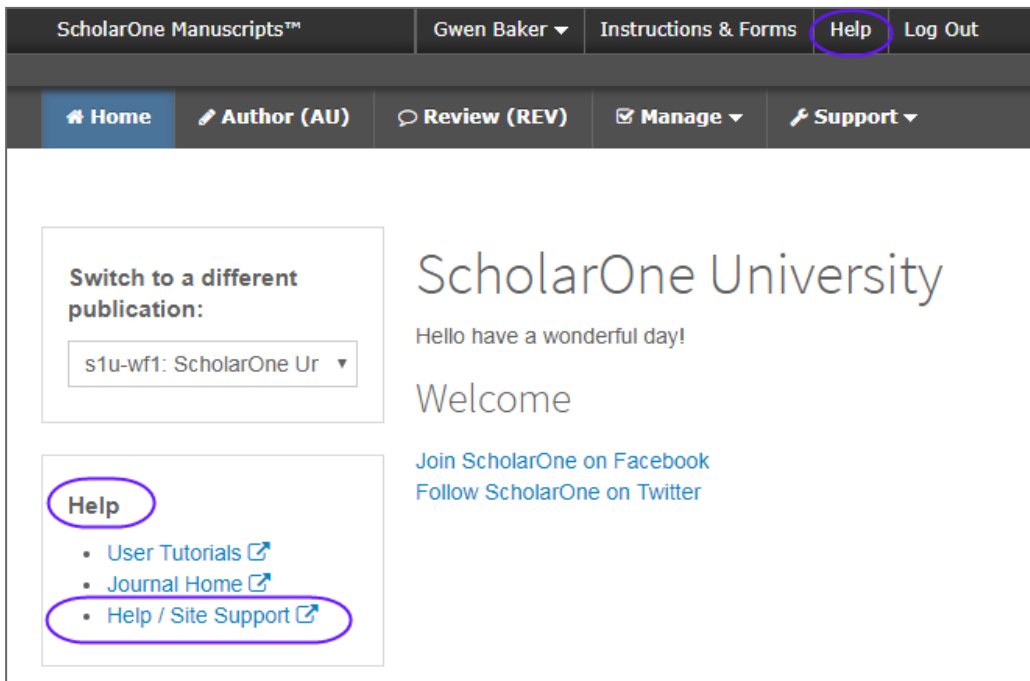 ScholarOne Manuscripts™ Gwen Baker Instructions & Forms Help Log Out
Home Author (AU) Review (REV) Manage Support
Switch to a different
publication:
s1u-wf1: ScholarOne Ur
Help
User Tutorials
Journal Home
Help / Site Support
ScholarOne University
Hello have a wonderful day!
Welcome
Join ScholarOne on Facebook
Follow ScholarOne on Twitter